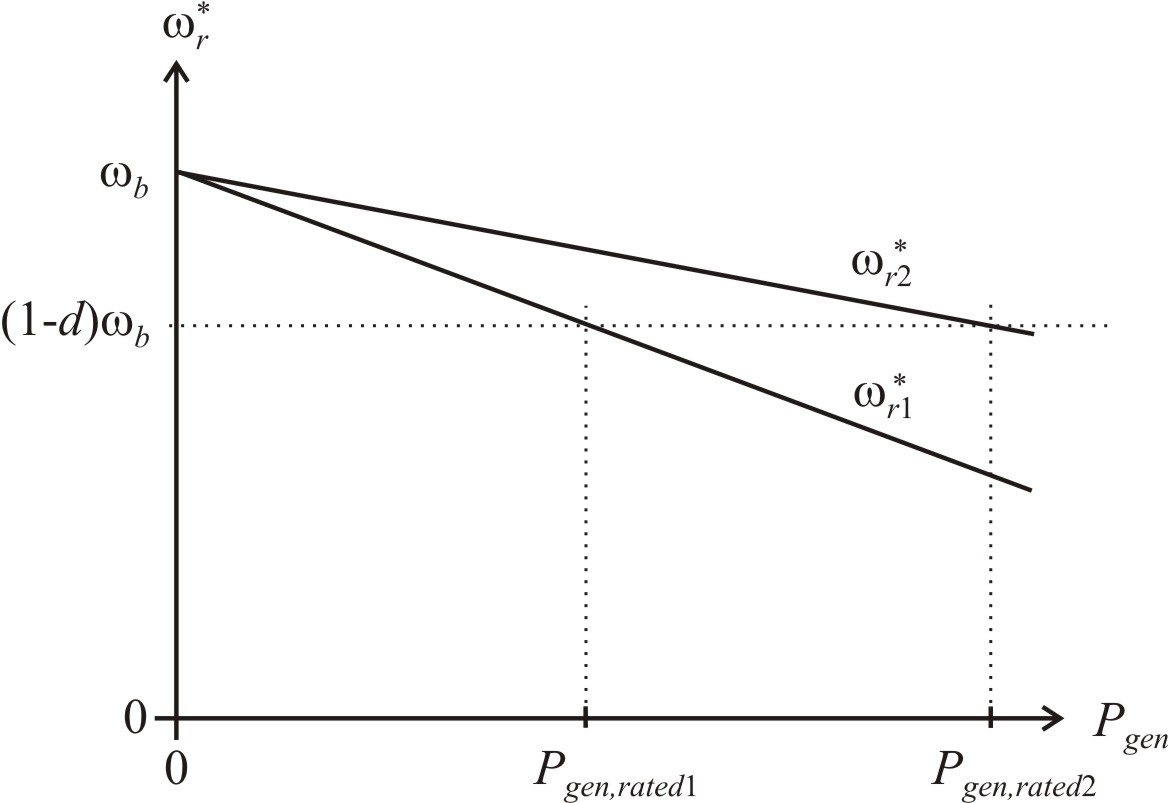 ω*r
ωb
ω*r2
(1-d)ωb
ω*r1
0
Pgen
0
Pgen,rated1
Pgen,rated2